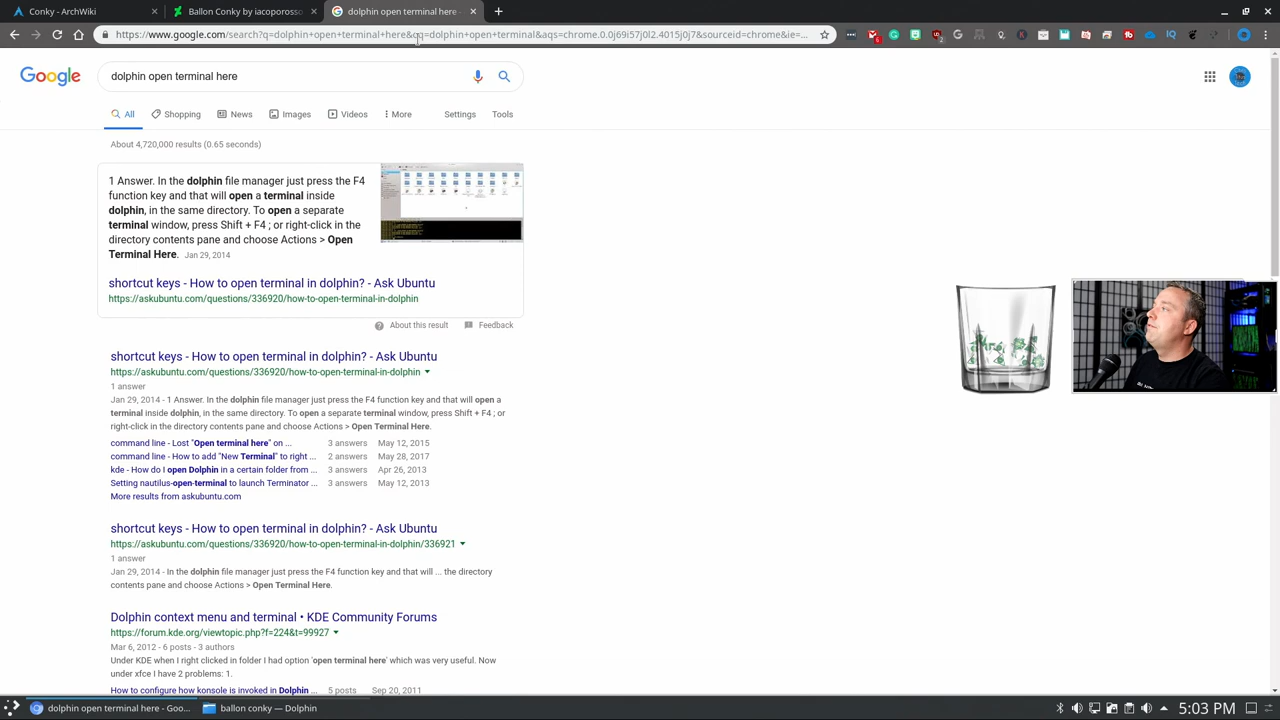 Conky - Linki
ABC Conky - by macoporosso
dolphin open terminal here -
https://www.google.com/search?q=dolphin+open+terminal+here&oq=dolphin+open+terminal&aqs=chrome.0.0j69i57j0l2.4015j0j7&sourceid=chrome&ie=...
Google
dolphin open terminal here
All
Shopping
News
Images
Videos
More
Settings
Tools
About 4,720,000 results (0.65 seconds)
1 Answer. In the dolphin file manager just press the F4
function key and that will open a terminal inside
dolphin, in the same directory. To open a separate
terminal window, press Shift + F4 ; or right-click in the
directory contents pane and choose Actions > Open
Terminal Here. Jan 29, 2014
shortcut keys - How to open terminal in dolphin? - Ask Ubuntu
https://askubuntu.com/questions/336920/how-to-open-terminal-in-dolphin
About this result
Feedback
shortcut keys - How to open terminal in dolphin? - Ask Ubuntu
https://askubuntu.com/questions/336920/how-to-open-terminal-in-dolphin
1 answer
Jan 29, 2014 - 1 Answer. In the dolphin file manager just press the F4 function key and that will open a
terminal inside dolphin, in the same directory. To open a separate terminal window, press Shift + F4 ; or
right-click in the directory contents pane and choose Actions > Open Terminal Here.
command line - Lost "Open terminal here" on ... 3 answers May 12, 2015
command line - How to add "New Terminal" to right ... 2 answers May 28, 2017
kde - How do I open Dolphin in a certain folder from ... 3 answers Apr 26, 2013
Setting nautilus-open-terminal to launch Terminator ... 3 answers May 12, 2013
More results from askubuntu.com
shortcut keys - How to open terminal in dolphin? - Ask Ubuntu
https://askubuntu.com/questions/336920/how-to-open-terminal-in-dolphin/336921
1 answer
Jan 29, 2014 - In the dolphin file manager just press the F4 function key and that will ... the directory
contents pane and choose Actions > Open Terminal Here.
Dolphin context menu and terminal • KDE Community Forums
https://forum.kde.org/viewtopic.php?f=224&t=99927
Mar 6, 2012 - 6 posts - 3 authors
Under KDE when I right clicked in folder I had option 'open terminal here' which was very useful. Now
under xfce I have 2 problems: 1.
How to configure how konsole is invoked in Dolphin ... 5 posts Sep 20, 2011
dolphin open terminal here - Goo...
ballon conky — Dolphin
5:03 PM